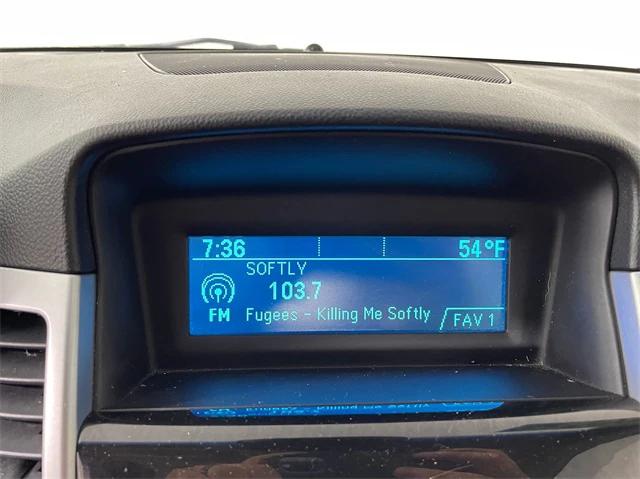 7:36 54°F
SOFTLY
103.7
FM Fugees - Killing Me Softly
FAV 1